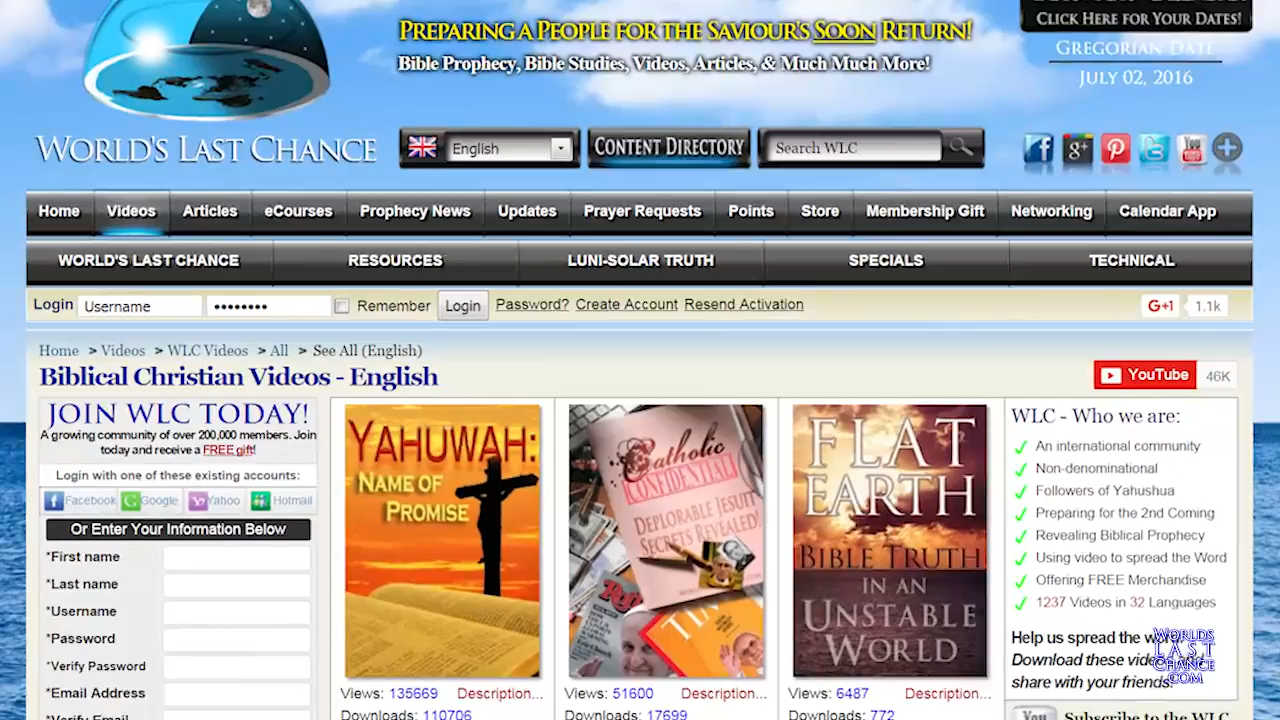 PREPARING A PEOPLE FOR THE SAVIOUR'S SOON RETURN!
Bible Prophecy, Bible Studies, Videos, Articles, & Much Much More!
CLICK HERE FOR YOUR DATES!
GREGORIAN DATE
JULY 02, 2016
WORLD'S LAST CHANCE
English
CONTENT DIRECTORY
Search WLC
Home Videos Articles eCourses Prophecy News Updates Prayer Requests Points Store Membership Gift Networking Calendar App
WORLD'S LAST CHANCE RESOURCES LUNI-SOLAR TRUTH SPECIALS TECHNICAL
Login Username •••••••• Remember Login Password? Create Account Resend Activation
G+1 1.1k
Home > Videos > WLC Videos > All > See All (English)
Biblical Christian Videos - English
YouTube 46K
JOIN WLC TODAY!
A growing community of over 200,000 members. Join
today and receive a FREE gift!
Login with one of these existing accounts:
Facebook Google Yahoo Hotmail
Or Enter Your Information Below
*First name
*Last name
*Username
*Password
*Verify Password
*Email Address
*Verify Email
YAHUWAH:
NAME OF
PROMISE
Views: 135669 Description...
Downloads: 110706
Catholic
CONFIDENTIAL
DEPLORABLE JESUIT
SECRETS REVEALED!
Views: 51600 Description...
Downloads: 17699
FLAT
EARTH
BIBLE TRUTH
IN AN
UNSTABLE
WORLD
Views: 6487 Description...
Downloads: 772
WLC - Who we are:
An international community
Non-denominational
Followers of Yahushua
Preparing for the 2nd Coming
Revealing Biblical Prophecy
Using video to spread the Word
Offering FREE Merchandise
1237 Videos in 32 Languages
Help us spread the
Download these
share with your friends!
WORLDS
LAST
CHANCE
.COM
You Subscribe to the WLC